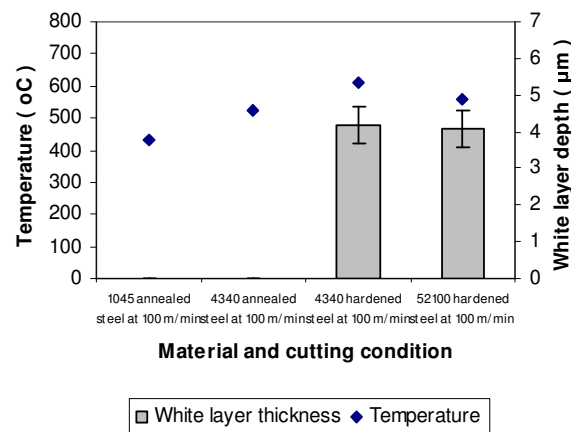 800
700
600
500
400
300
200
100
0
Temperature ( oC )
7
6
5
4
3
2
1
0
White layer depth ( µm )
1045 annealed
steel at 100 m/min
4340 annealed
steel at 100 m/min
4340 hardened
steel at 100 m/min
52100 hardened
steel at 100 m/min
Material and cutting condition
White layer thickness
Temperature